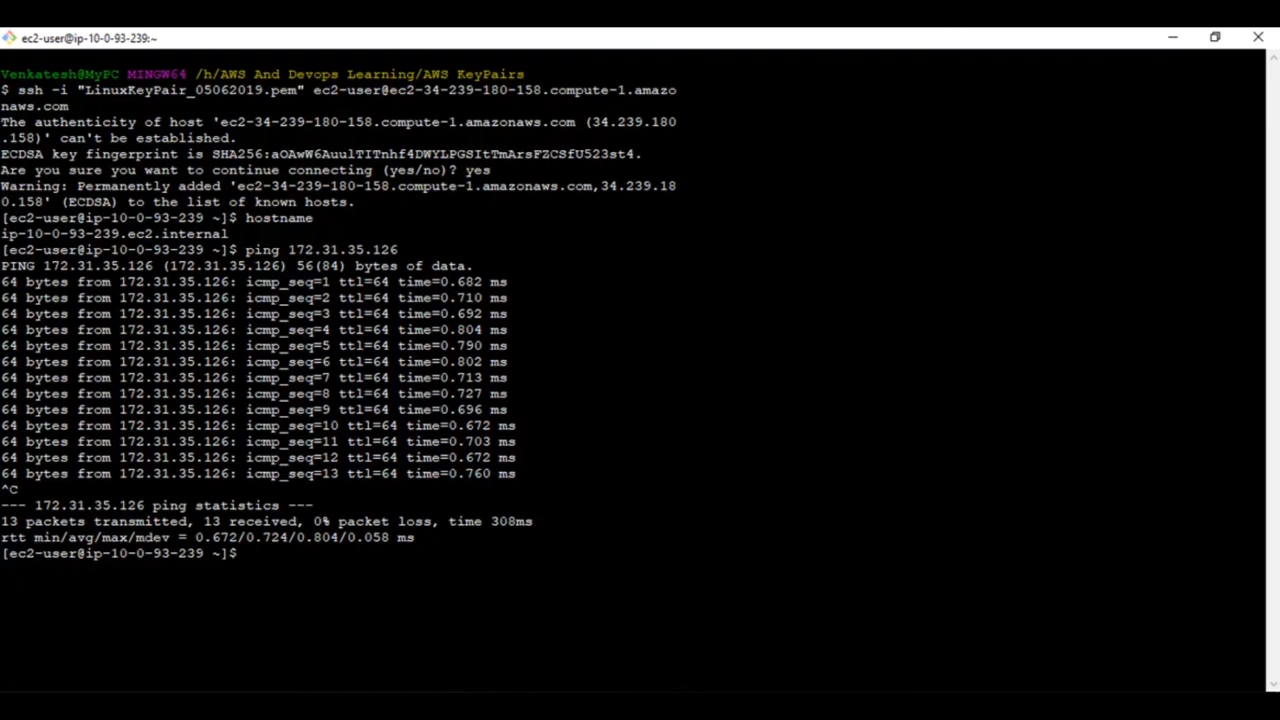 ec2-user@ip-10-0-93-239:~
Venkatesh@MyPC MINGW64 /h/AWS And Devops Learning/AWS KeyPairs
$ ssh -i "LinuxKeyPair_05062019.pem" ec2-user@ec2-34-239-180-158.compute-1.amazo
naws.com
The authenticity of host 'ec2-34-239-180-158.compute-1.amazonaws.com (34.239.180
.158)' can't be established.
ECDSA key fingerprint is SHA256:aOAwW6AuulTITnhf4DWYLPGSItTmArsFZCSfU523st4.
Are you sure you want to continue connecting (yes/no)? yes
Warning: Permanently added 'ec2-34-239-180-158.compute-1.amazonaws.com,34.239.18
0.158' (ECDSA) to the list of known hosts.
[ec2-user@ip-10-0-93-239 ~]$ hostname
ip-10-0-93-239.ec2.internal
[ec2-user@ip-10-0-93-239 ~]$ ping 172.31.35.126
PING 172.31.35.126 (172.31.35.126) 56(84) bytes of data.
64 bytes from 172.31.35.126: icmp_seq=1 ttl=64 time=0.682 ms
64 bytes from 172.31.35.126: icmp_seq=2 ttl=64 time=0.710 ms
64 bytes from 172.31.35.126: icmp_seq=3 ttl=64 time=0.692 ms
64 bytes from 172.31.35.126: icmp_seq=4 ttl=64 time=0.804 ms
64 bytes from 172.31.35.126: icmp_seq=5 ttl=64 time=0.790 ms
64 bytes from 172.31.35.126: icmp_seq=6 ttl=64 time=0.802 ms
64 bytes from 172.31.35.126: icmp_seq=7 ttl=64 time=0.713 ms
64 bytes from 172.31.35.126: icmp_seq=8 ttl=64 time=0.727 ms
64 bytes from 172.31.35.126: icmp_seq=9 ttl=64 time=0.696 ms
64 bytes from 172.31.35.126: icmp_seq=10 ttl=64 time=0.672 ms
64 bytes from 172.31.35.126: icmp_seq=11 ttl=64 time=0.703 ms
64 bytes from 172.31.35.126: icmp_seq=12 ttl=64 time=0.672 ms
64 bytes from 172.31.35.126: icmp_seq=13 ttl=64 time=0.760 ms
^C
--- 172.31.35.126 ping statistics ---
13 packets transmitted, 13 received, 0% packet loss, time 308ms
rtt min/avg/max/mdev = 0.672/0.724/0.804/0.058 ms
[ec2-user@ip-10-0-93-239 ~]$